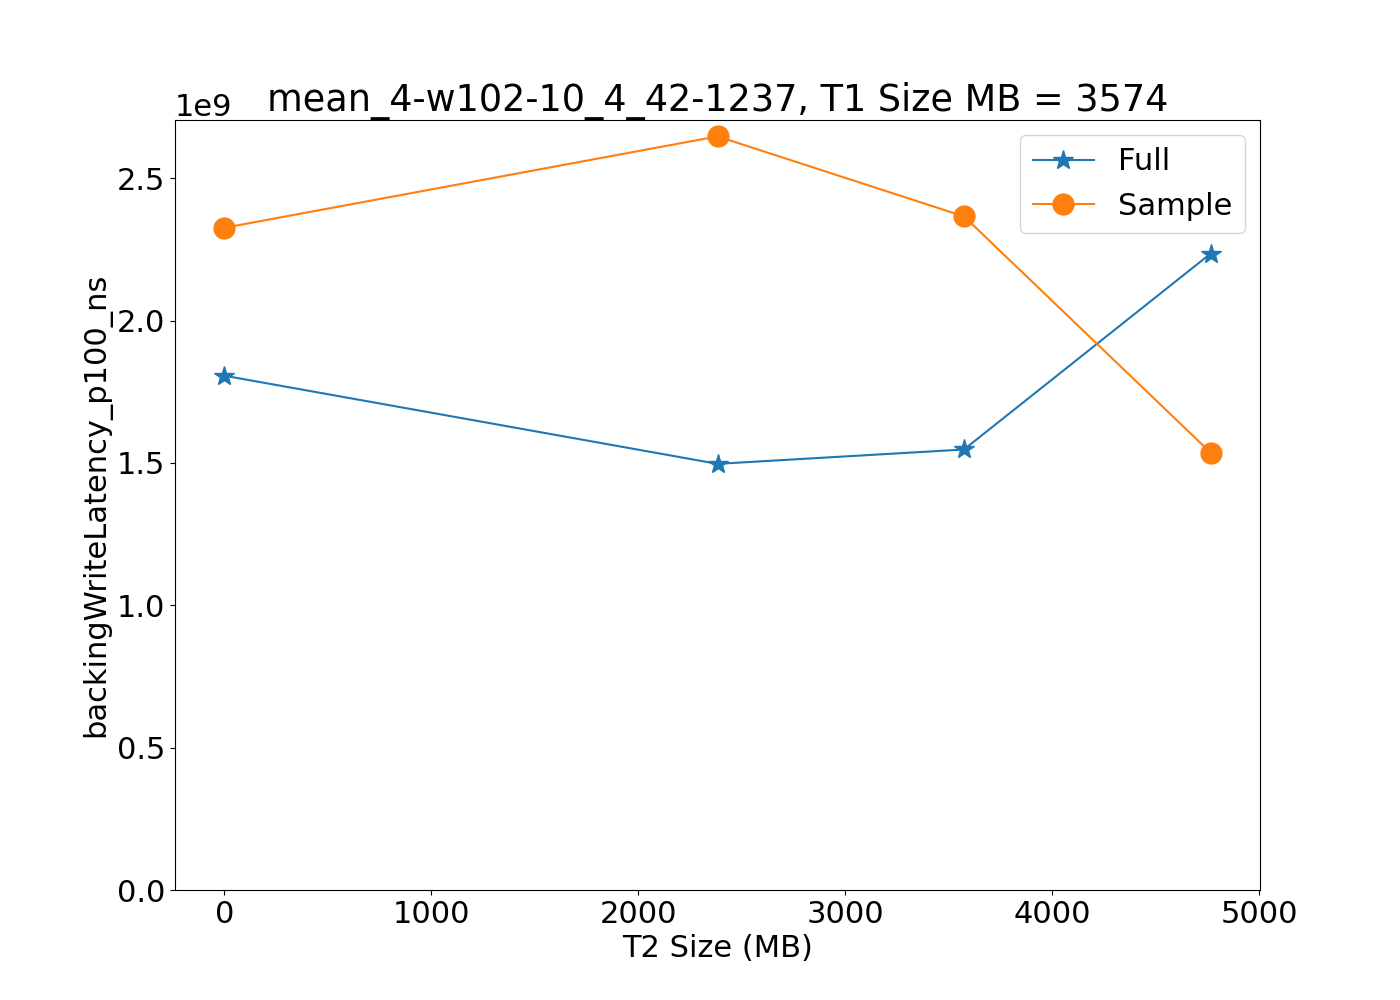 1e9
mean_4-w102-10_4_42-1237, T1 Size MB = 3574
Full
Sample
backingWriteLatency_p100_ns
2.5
2.0
1.5
1.0
0.5
0.0
0 1000 2000 3000 4000 5000
T2 Size (MB)